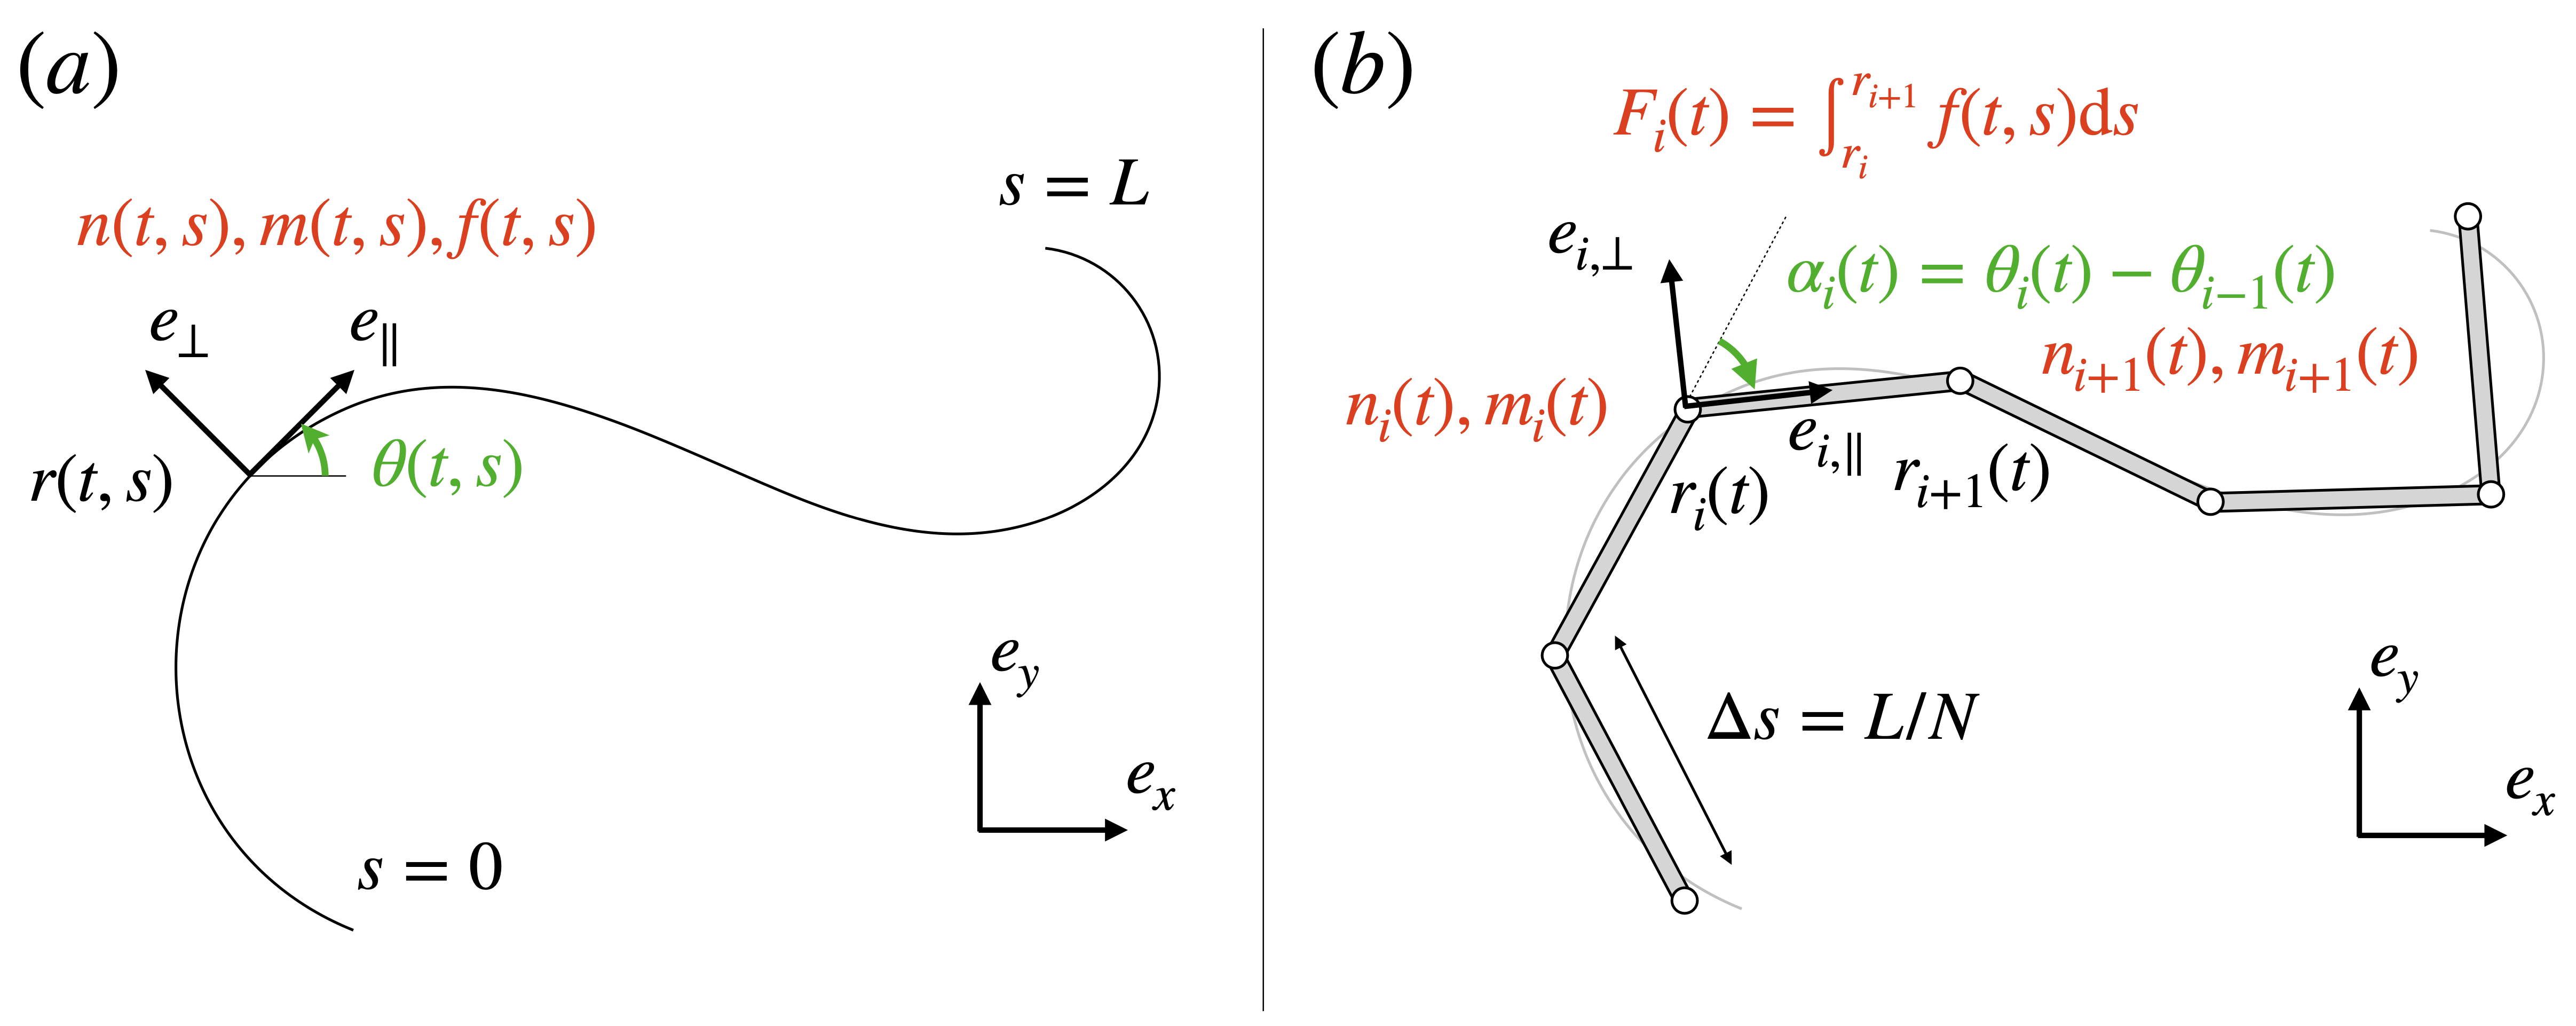 (a)
n(t, s), m(t, s), f(t, s)
s = L
e⊥
e∥
r(t, s)
θ(t, s)
s = 0
e_y
e_x
(b)
F_i(t) = ∫_{r_i}^{r_{i+1}} f(t, s)ds
e_{i,⊥}
α_i(t) = θ_i(t) − θ_{i−1}(t)
n_i(t), m_i(t)
n_{i+1}(t), m_{i+1}(t)
e_{i,∥}
r_i(t)
r_{i+1}(t)
Δs = L/N
e_y
e_x